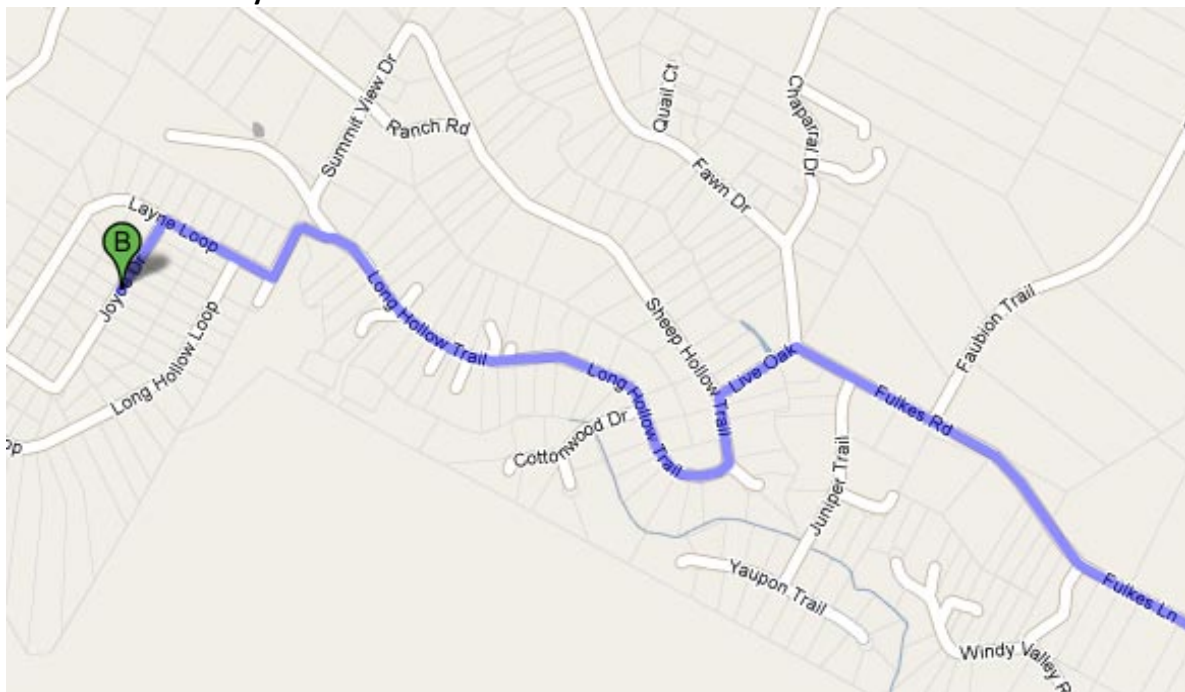 Summit View Dr
Ranch Rd
Quail Ct
Chaparral Dr
Fawn Dr
Layne Loop
B
Joyce Dr
Long Hollow Loop
op
Long Hollow Trail
Sheep Hollow Trail
Long Hollow Trail
Cottonwood Dr
Live Oak
Fulkes Rd
Faubion Trail
Juniper Trail
Yaupon Trail
Fulkes Ln
Windy Valley R